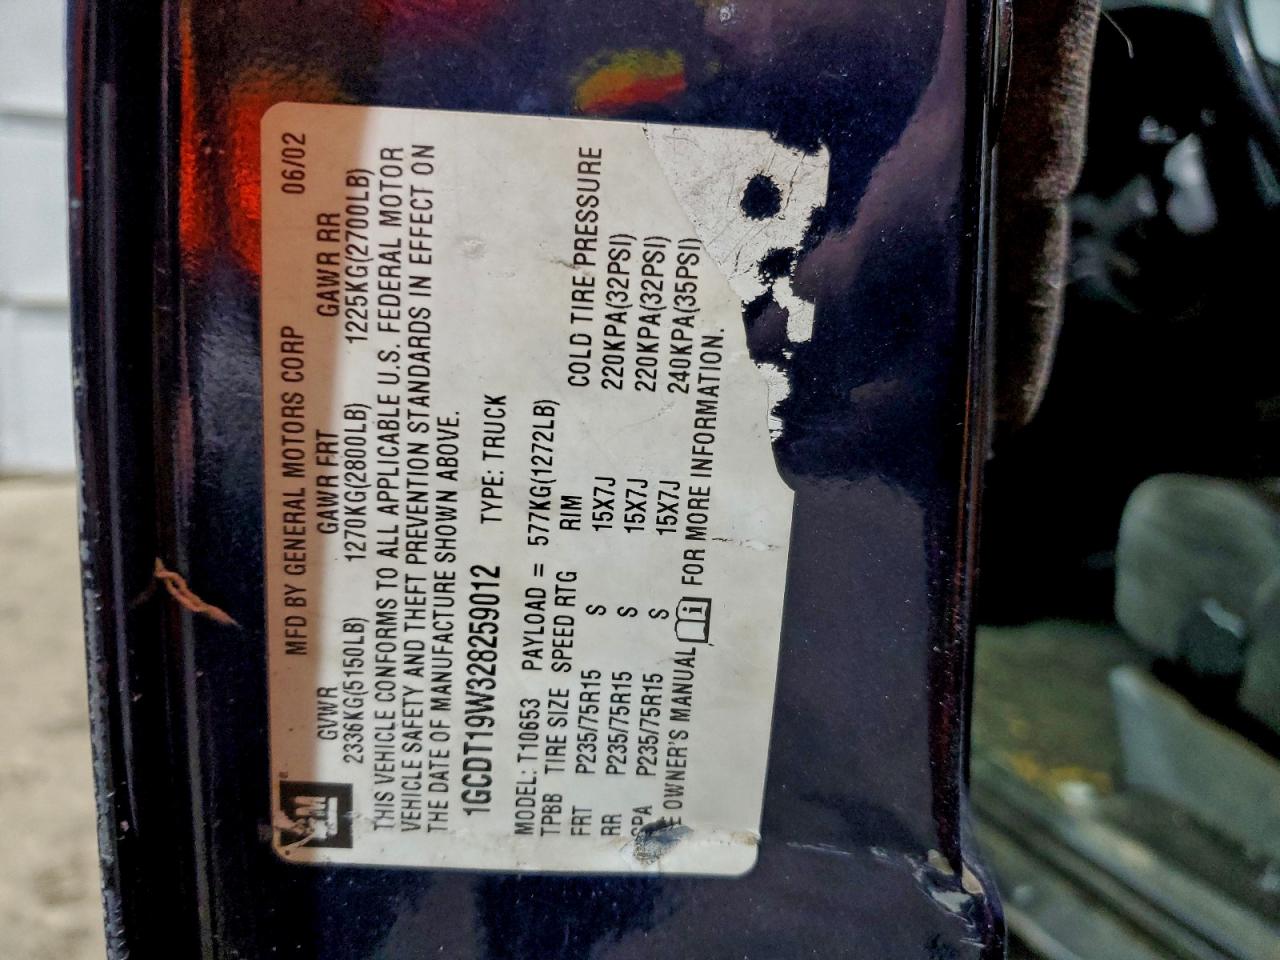 GM
MFD BY GENERAL MOTORS CORP 06/02
GVWR GAWR FRT GAWR RR
2336KG(5150LB) 1270KG(2800LB) 1225KG(2700LB)
THIS VEHICLE CONFORMS TO ALL APPLICABLE U.S. FEDERAL MOTOR
VEHICLE SAFETY AND THEFT PREVENTION STANDARDS IN EFFECT ON
THE DATE OF MANUFACTURE SHOWN ABOVE.
1GCDT19W328259012 TYPE: TRUCK
MODEL: T10653 PAYLOAD = 577KG(1272LB)
TPBB TIRE SIZE SPEED RTG RIM COLD TIRE PRESSURE
FRT P235/75R15 S 15X7J 220KPA(32PSI)
RR P235/75R15 S 15X7J 220KPA(32PSI)
SPA P235/75R15 S 15X7J 240KPA(35PSI)
OWNER'S MANUAL FOR MORE INFORMATION.